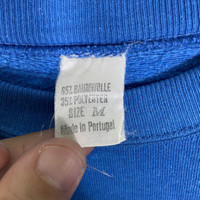 65% BAUMWOLLE
35% POLYESTER
SIZE M
Made in Portugal